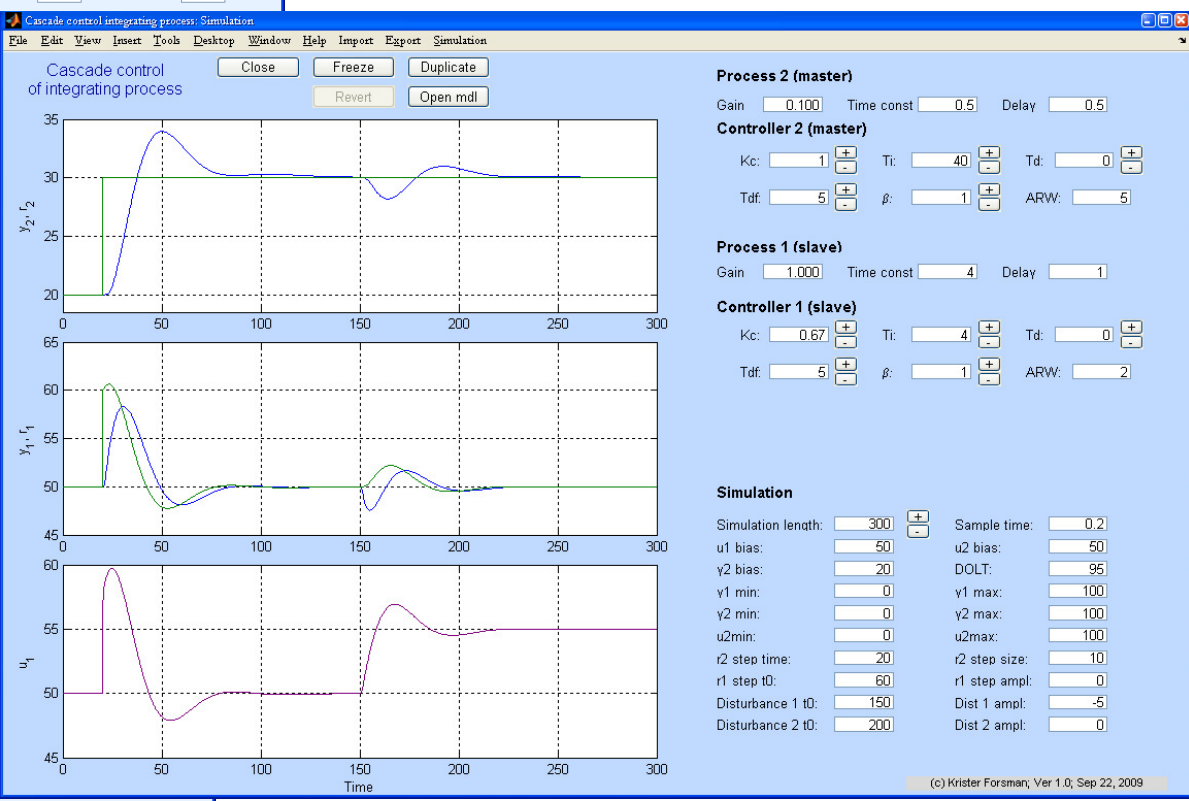 Cascade control integrating process: Simulation
File Edit View Insert Tools Desktop Window Help Import Export Simulation
Cascade control
of integrating process
Close Freeze Duplicate
Revert Open mdl
35
30
25
20
y2, r2
0 50 100 150 200 250 300
65
60
55
50
45
y1, r1
0 50 100 150 200 250 300
60
55
50
45
u1
0 50 100 150 200 250 300
Time
Process 2 (master)
Gain 0.100 Time const 0.5 Delay 0.5
Controller 2 (master)
Kc: 1 + - Ti: 40 + - Td: 0 + -
Tdf: 5 + - β: 1 + - ARW: 5
Process 1 (slave)
Gain 1.000 Time const 4 Delay 1
Controller 1 (slave)
Kc: 0.67 + - Ti: 4 + - Td: 0 + -
Tdf: 5 + - β: 1 + - ARW: 2
Simulation
Simulation length: 300 + - Sample time: 0.2
u1 bias: 50 u2 bias: 50
y2 bias: 20 DOLT: 95
y1 min: 0 y1 max: 100
y2 min: 0 y2 max: 100
u2min: 0 u2max: 100
r2 step time: 20 r2 step size: 10
r1 step t0: 60 r1 step ampl: 0
Disturbance 1 t0: 150 Dist 1 ampl: -5
Disturbance 2 t0: 200 Dist 2 ampl: 0
(c) Krister Forsman; Ver 1.0; Sep 22, 2009